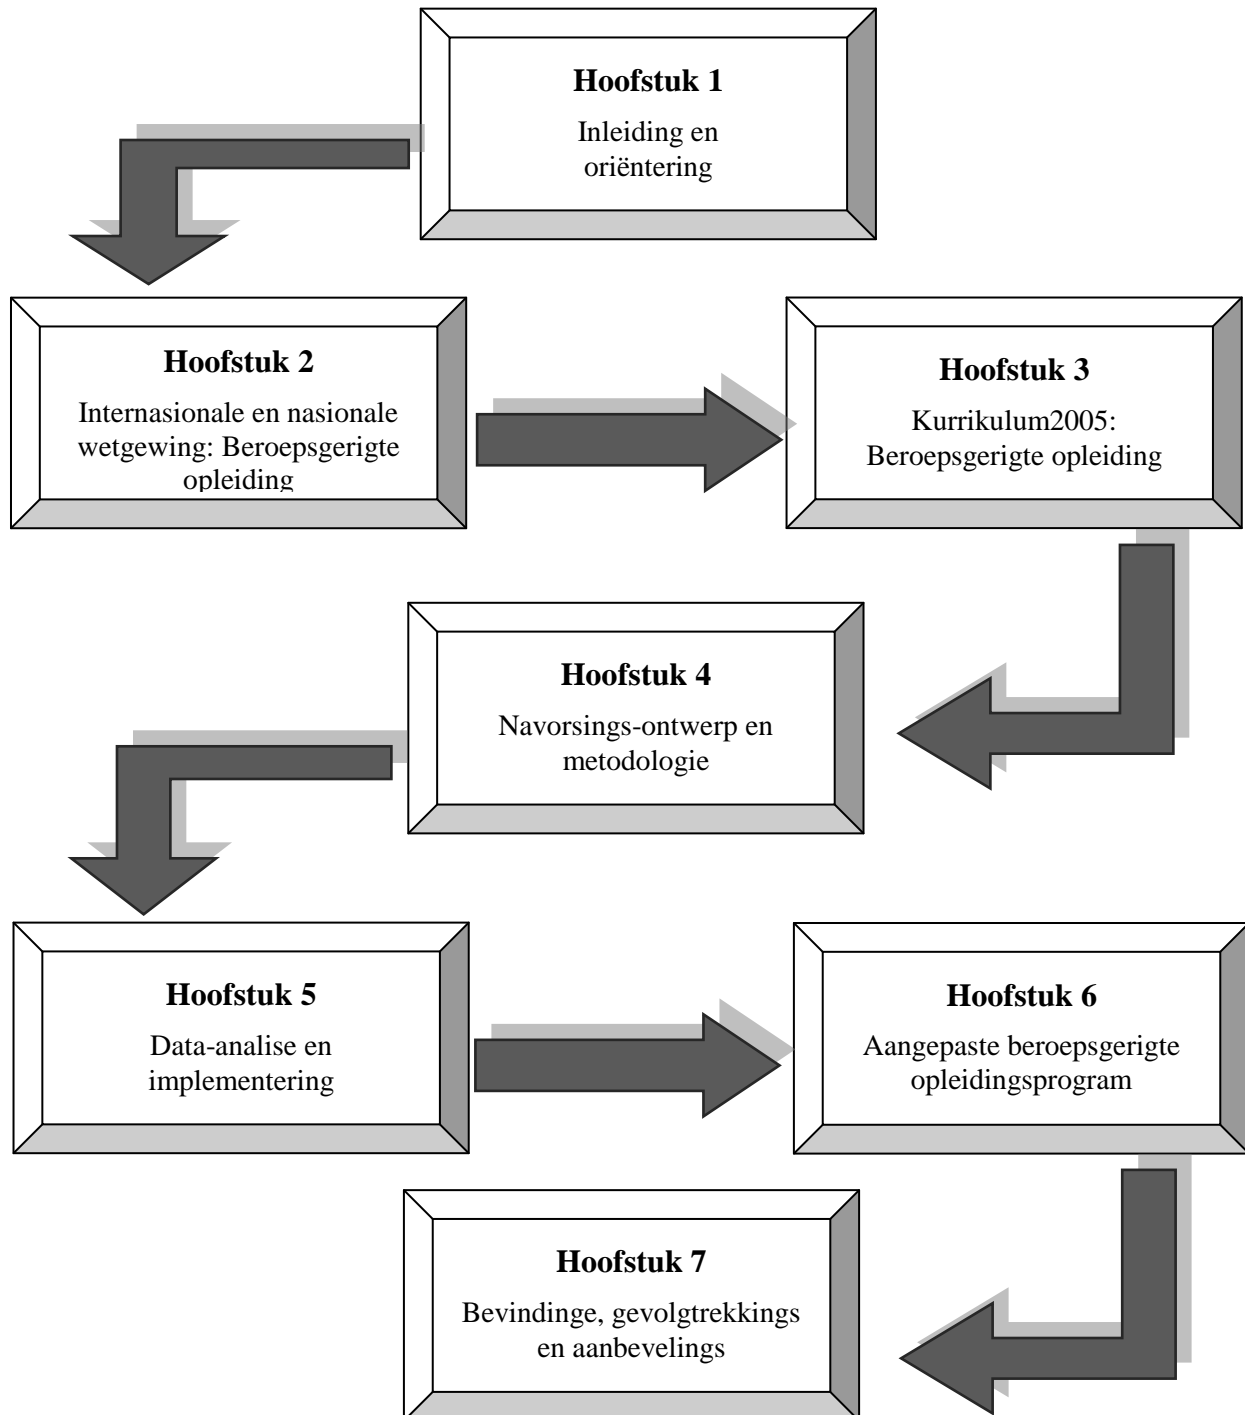 Hoofstuk 1
Inleiding en
oriëntering
Hoofstuk 2
Internasionale en nasionale
wetgewing: Beroepsgerigte
opleiding
Hoofstuk 3
Kurrikulum2005:
Beroepsgerigte opleiding
Hoofstuk 4
Navorsings-ontwerp en
metodologie
Hoofstuk 5
Data-analise en
implementering
Hoofstuk 6
Aangepaste beroepsgerigte
opleidingsprogram
Hoofstuk 7
Bevindinge, gevolgtrekkings
en aanbevelings